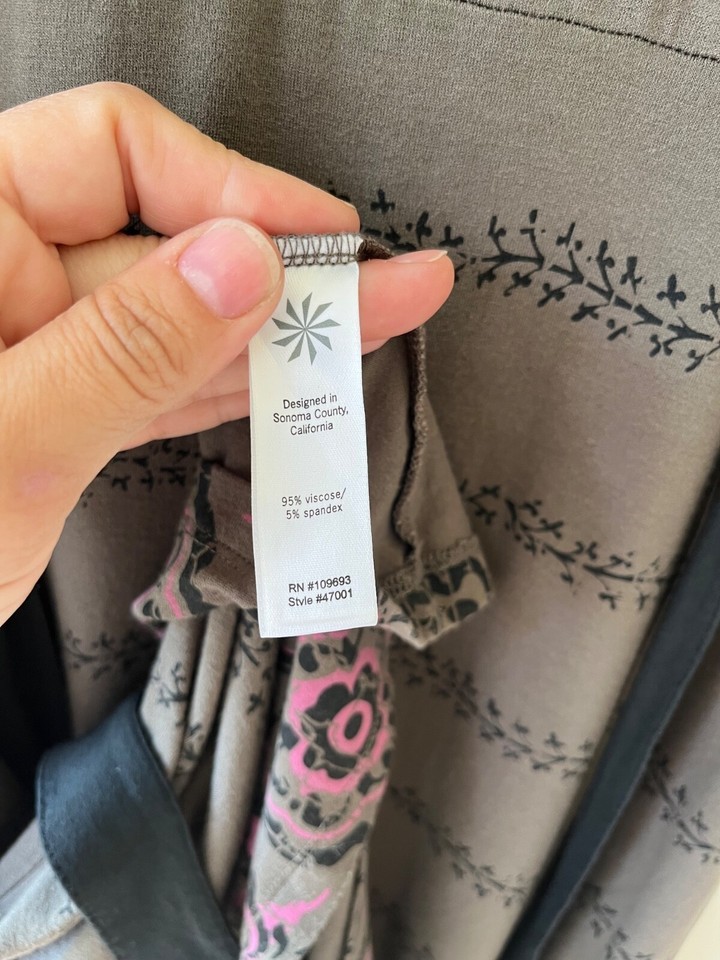 Designed in
Sonoma County,
California
95% viscose/
5% spandex
RN #109693
Style #47001